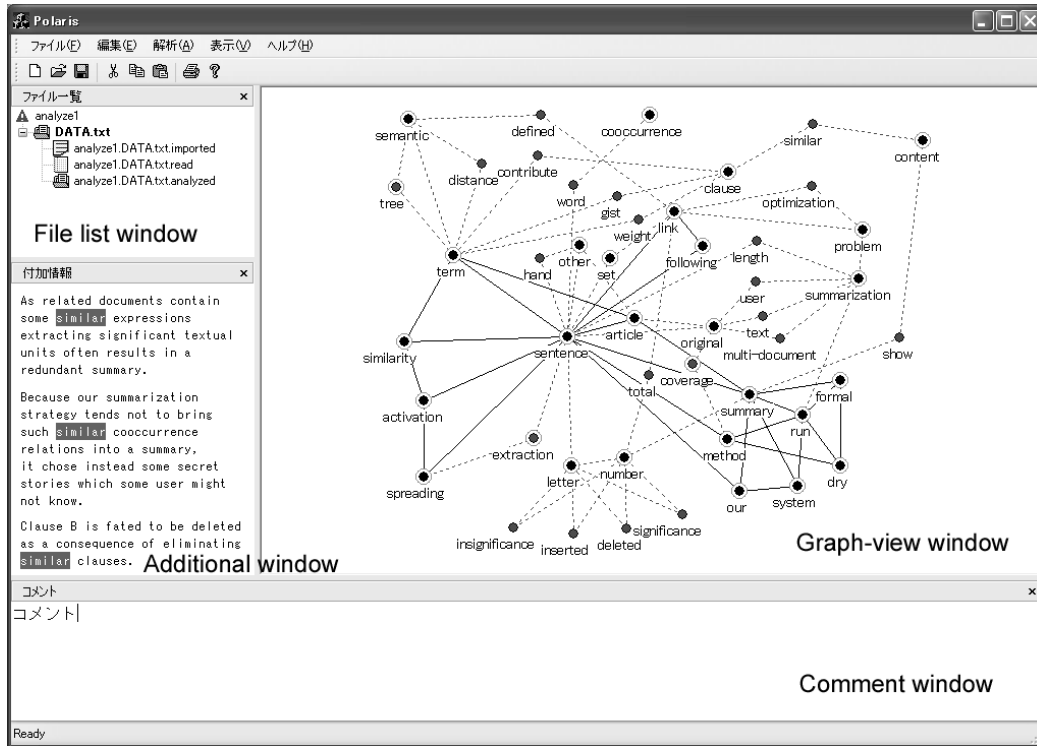 Polaris
ファイル(F) 編集(E) 解析(A) 表示(V) ヘルプ(H)
ファイル一覧
analyze1
DATA.txt
analyze1.DATA.txt.imported
analyze1.DATA.txt.read
analyze1.DATA.txt.analyzed
File list window
付加情報
As related documents contain
some similar expressions
extracting significant textual
units often results in a
redundant summary.
Because our summarization
strategy tends not to bring
such similar cooccurrence
relations into a summary,
it chose instead some secret
stories which some user might
not know.
Clause B is fated to be deleted
as a consequence of eliminating
similar clauses.
Additional window
semantic
defined
cooccurrence
similar
content
distance
contribute
clause
tree
word
gist
optimization
weight
link
problem
term
hand
other
set
following
length
user
summarization
similarity
sentence
article
original
text
multi-document
show
coverage
total
formal
activation
summary
run
extraction
method
spreading
letter
number
dry
our
system
insignificance
inserted
deleted
significance
Graph-view window
コメント
コメント
Comment window
Ready